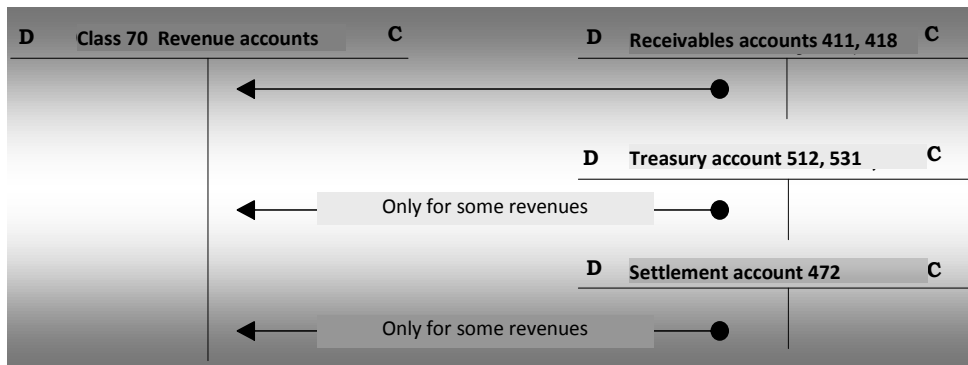 D Class 70 Revenue accounts C D Receivables accounts 411, 418 C
D Treasury account 512, 531 C
Only for some revenues
D Settlement account 472 C
Only for some revenues